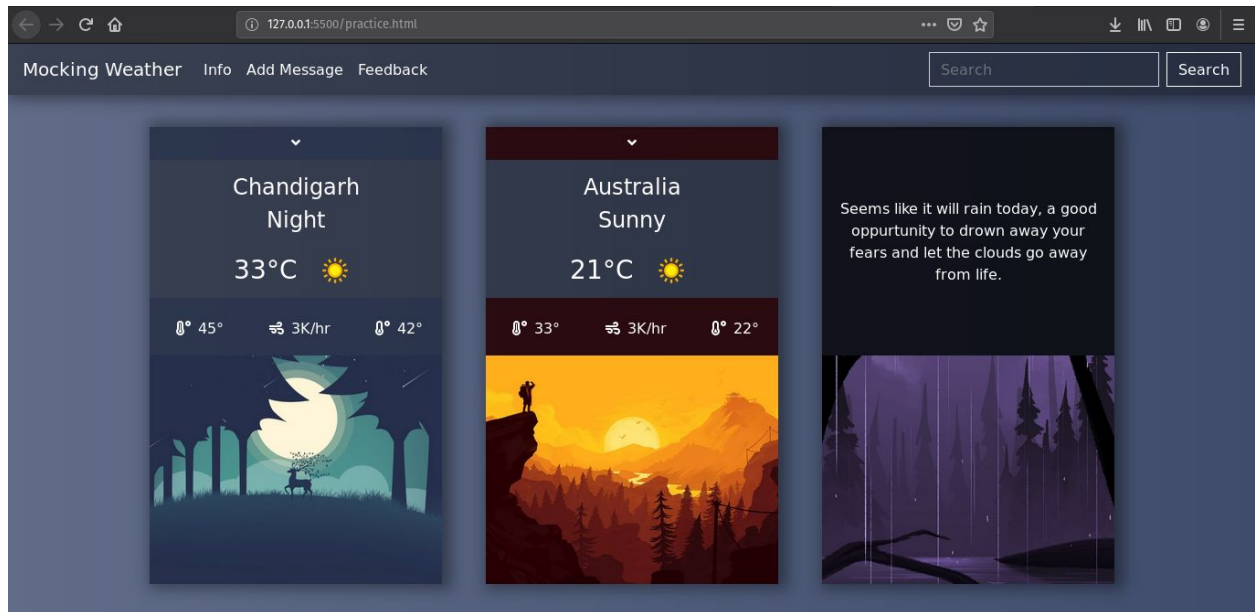 127.0.0.1:5500/practice.html
Mocking Weather Info Add Message Feedback Search Search
Chandigarh
Night
33°C
45° 3K/hr 42°
Australia
Sunny
21°C
33° 3K/hr 22°
Seems like it will rain today, a good
oppurtunity to drown away your
fears and let the clouds go away
from life.